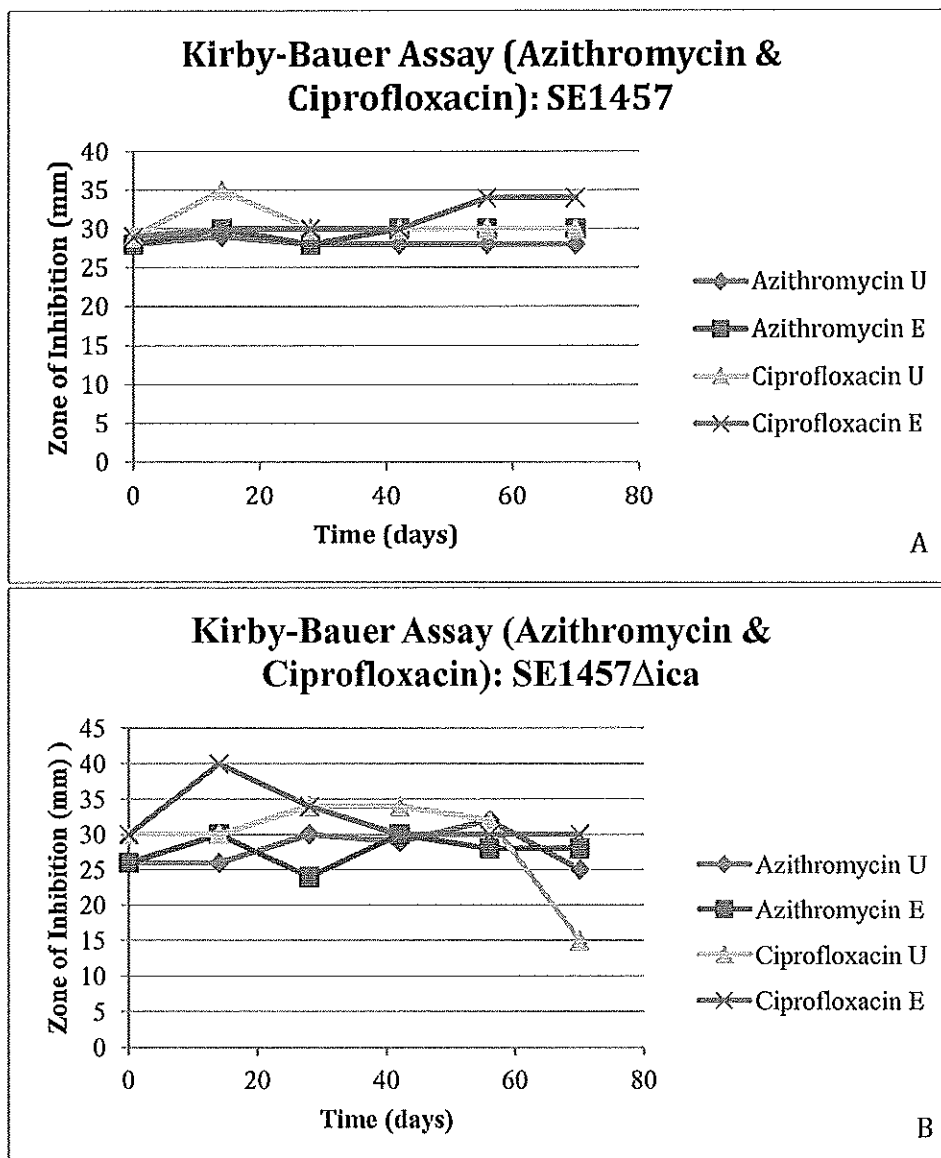 Kirby-Bauer Assay (Azithromycin &
Ciprofloxacin): SE1457
40
35
30
25
20
15
10
5
0
Zone of Inhibition (mm)
0 20 40 60 80
Time (days)
Azithromycin U
Azithromycin E
Ciprofloxacin U
Ciprofloxacin E
A
Kirby-Bauer Assay (Azithromycin &
Ciprofloxacin): SE1457Δica
45
40
35
30
25
20
15
10
5
0
Zone of Inhibition (mm) )
0 20 40 60 80
Time (days)
Azithromycin U
Azithromycin E
Ciprofloxacin U
Ciprofloxacin E
B